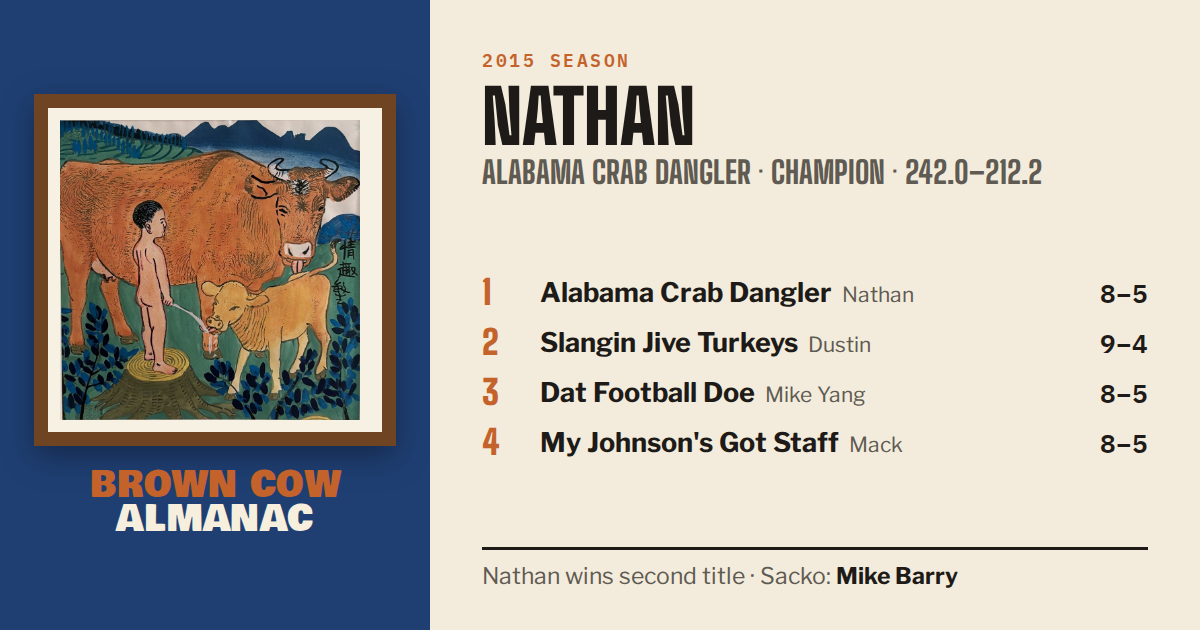 2015 SEASON
NATHAN
ALABAMA CRAB DANGLER · CHAMPION · 242.0–212.2
情
趣
1 Alabama Crab Dangler Nathan 8–5
2 Slangin Jive Turkeys Dustin 9–4
3 Dat Football Doe Mike Yang 8–5
4 My Johnson's Got Staff Mack 8–5
BROWN COW
ALMANAC
Nathan wins second title · Sacko: Mike Barry